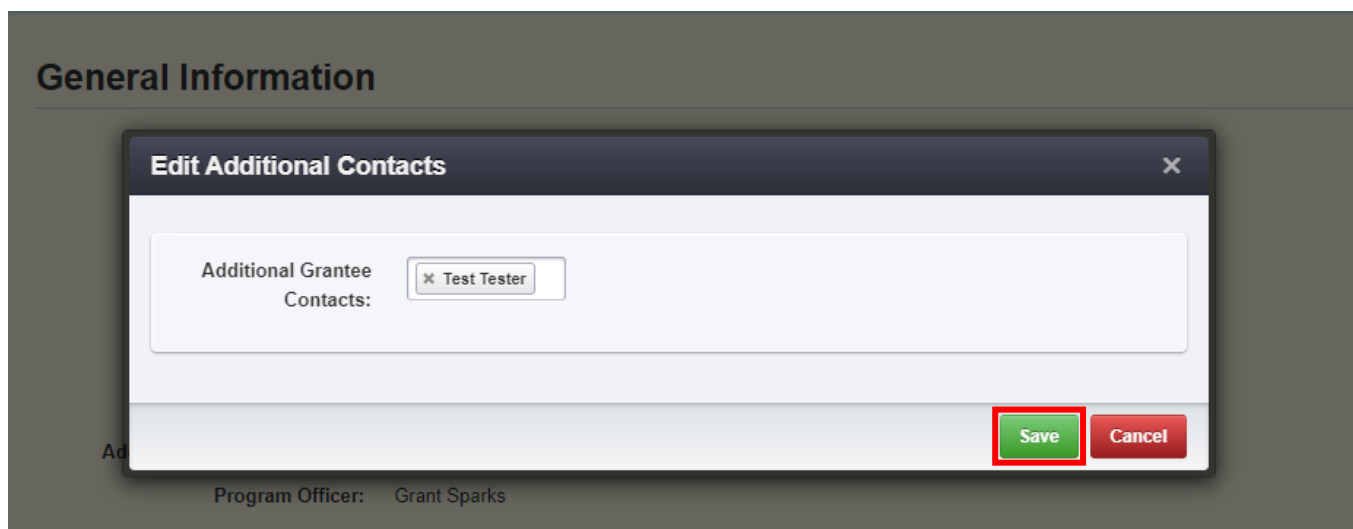 General Information
Edit Additional Contacts ×
Additional Grantee
Contacts:
× Test Tester
Save Cancel
Ad
Program Officer: Grant Sparks